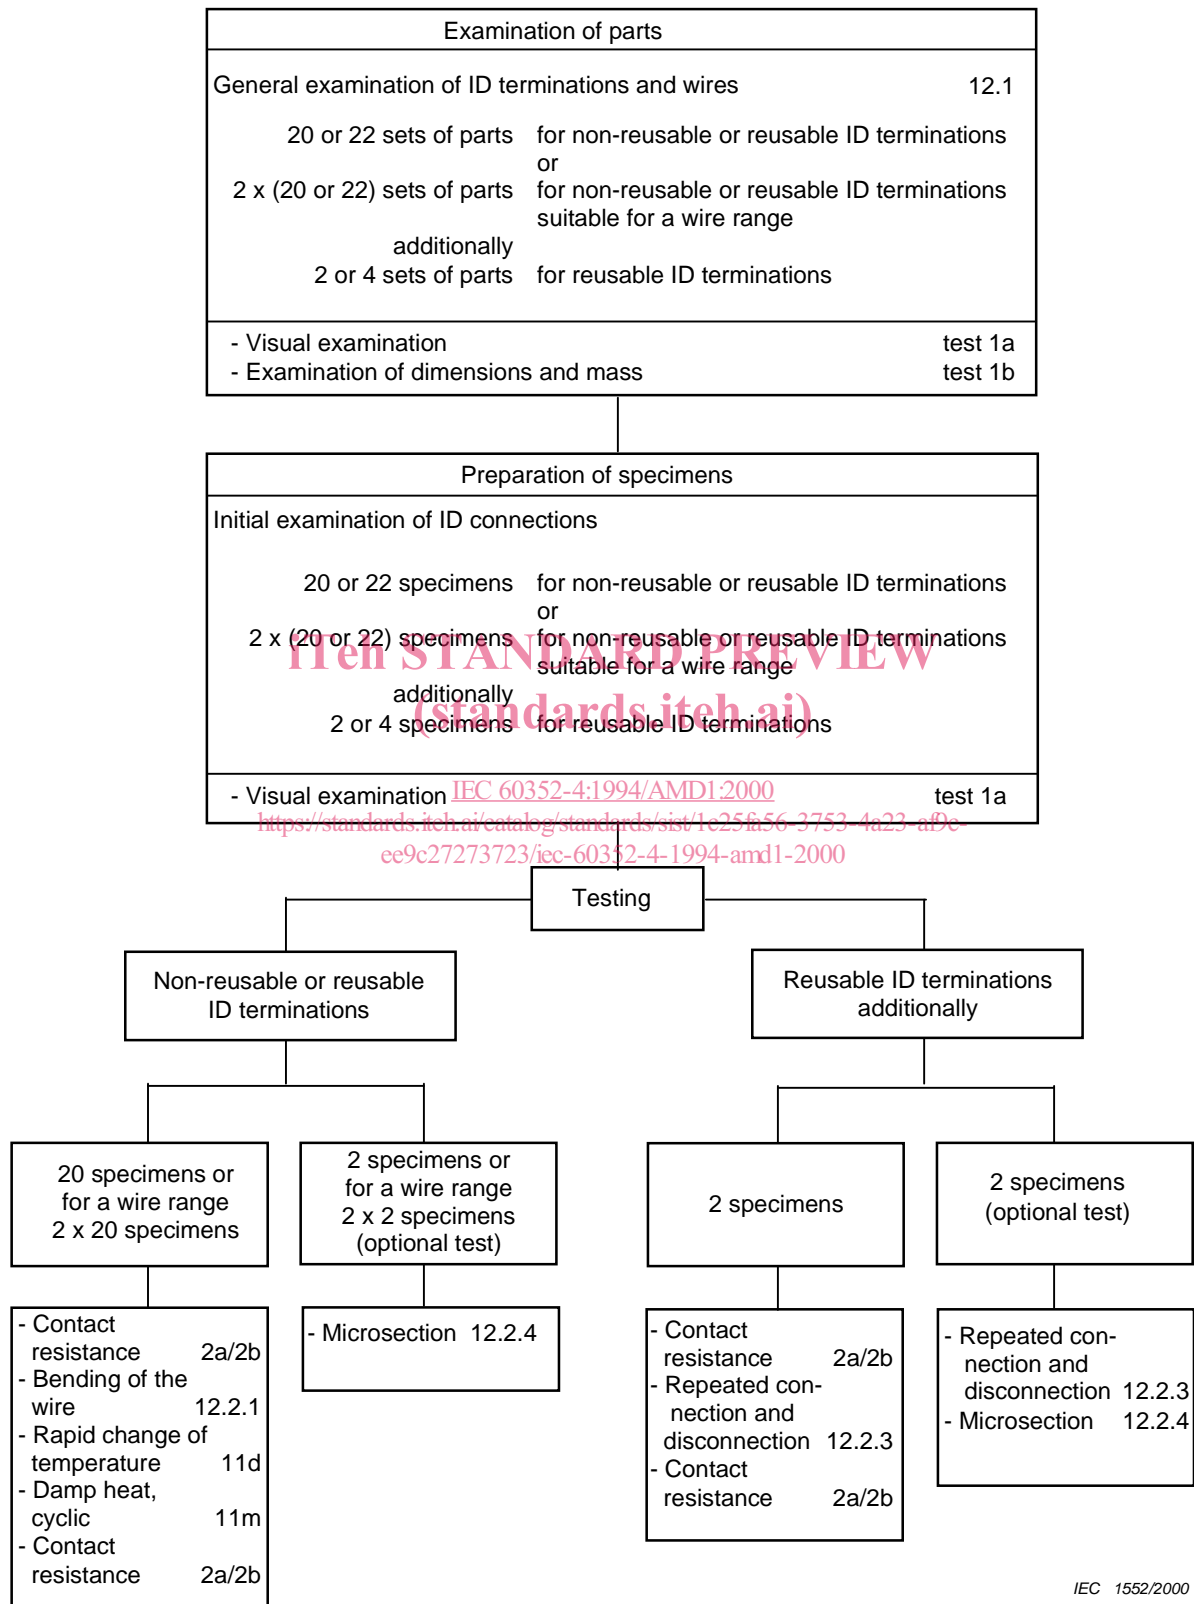 Examination of parts
General examination of ID terminations and wires 12.1
20 or 22 sets of parts for non-reusable or reusable ID terminations
or
2 x (20 or 22) sets of parts for non-reusable or reusable ID terminations
suitable for a wire range
additionally
2 or 4 sets of parts for reusable ID terminations
- Visual examination test 1a
- Examination of dimensions and mass test 1b
Preparation of specimens
Initial examination of ID connections
20 or 22 specimens for non-reusable or reusable ID terminations
or
2 x (20 or 22) specimens for non-reusable or reusable ID terminations
iTeh STANDARD PREVIEW
suitable for a wire range
additionally
(standards.iteh.ai)
2 or 4 specimens for reusable ID terminations
- Visual examination test 1a
IEC 60352-4:1994/AMD1:2000
https://standards.iteh.ai/catalog/standards/sist/1c25fa56-3753-4a23-af9c-
ee9c27273723/iec-60352-4-1994-amd1-2000
Testing
Non-reusable or reusable
ID terminations
Reusable ID terminations
additionally
20 specimens or
for a wire range
2 x 20 specimens
2 specimens or
for a wire range
2 x 2 specimens
(optional test)
2 specimens
2 specimens
(optional test)
- Contact
resistance 2a/2b
- Bending of the
wire 12.2.1
- Rapid change of
temperature 11d
- Damp heat,
cyclic 11m
- Contact
resistance 2a/2b
- Microsection 12.2.4
- Contact
resistance 2a/2b
- Repeated con-
nection and
disconnection 12.2.3
- Contact
resistance 2a/2b
- Repeated con-
nection and
disconnection 12.2.3
- Microsection 12.2.4
IEC 1552/2000